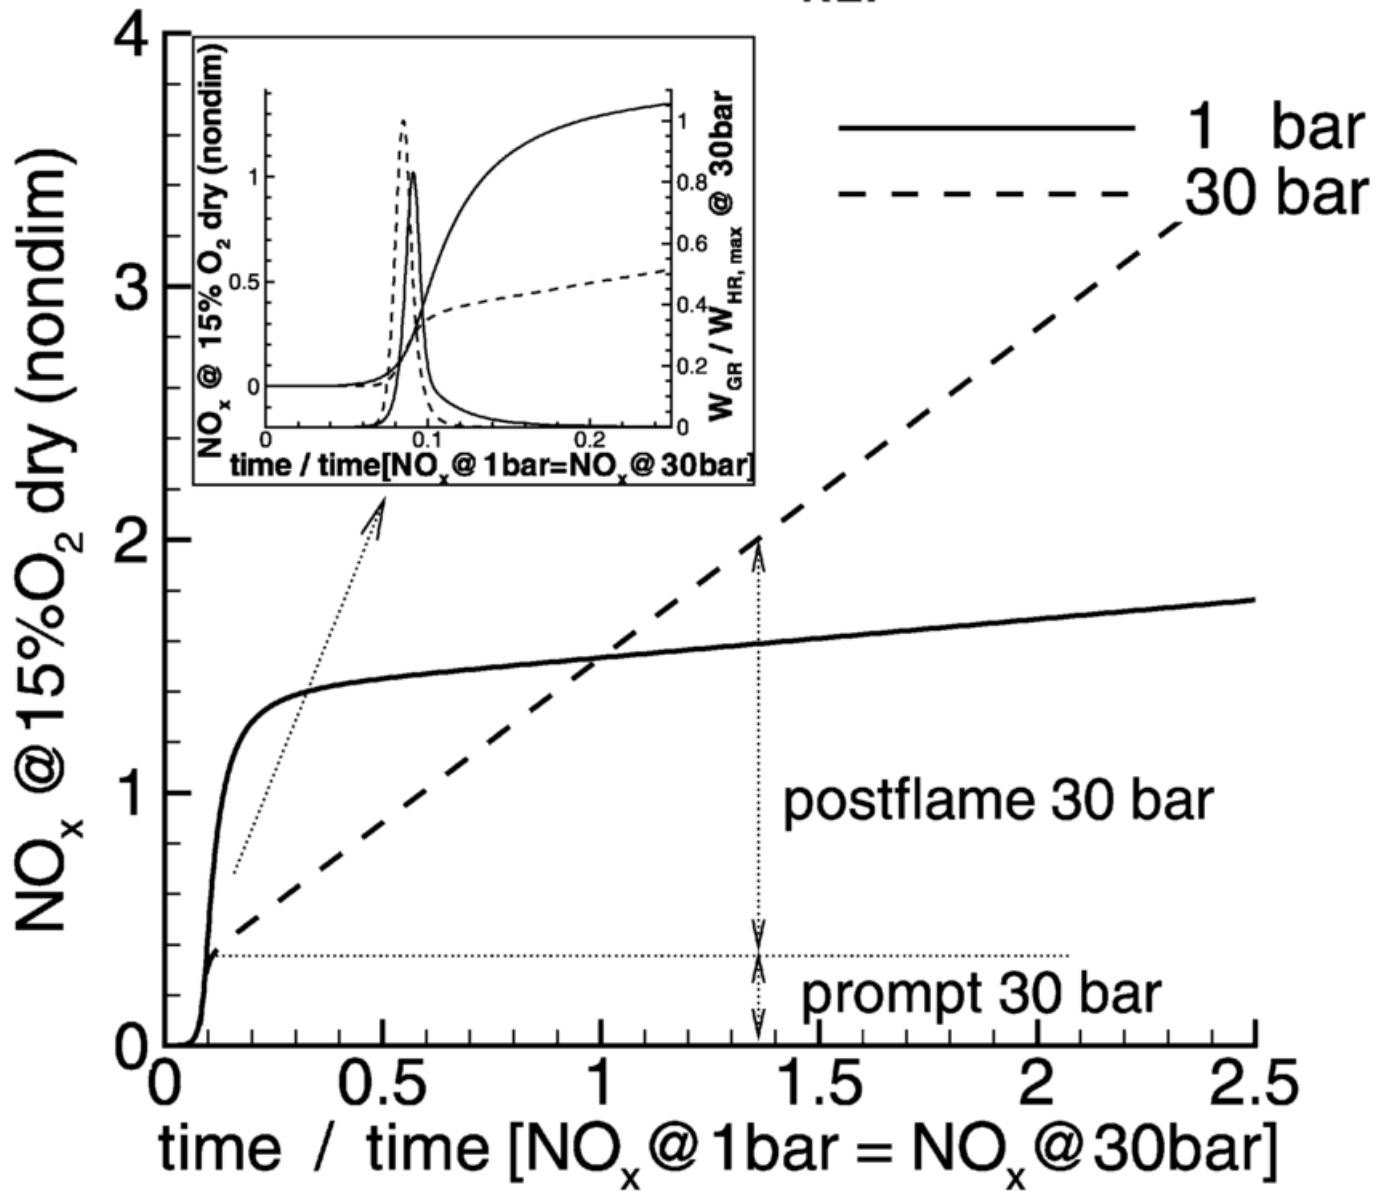 4
3
2
1
0
NOx @ 15%O2 dry (nondim)
1 bar
30 bar
NOx @ 15% O2 dry (nondim)
1
0.5
0
1
0.8
0.6
0.4
0.2
0
WGR / WHR, max @ 30bar
0 0.1 0.2
time / time[NOx@1bar=NOx@30bar]
postflame 30 bar
prompt 30 bar
0 0.5 1 1.5 2 2.5
time / time [NOx@1bar = NOx@30bar]